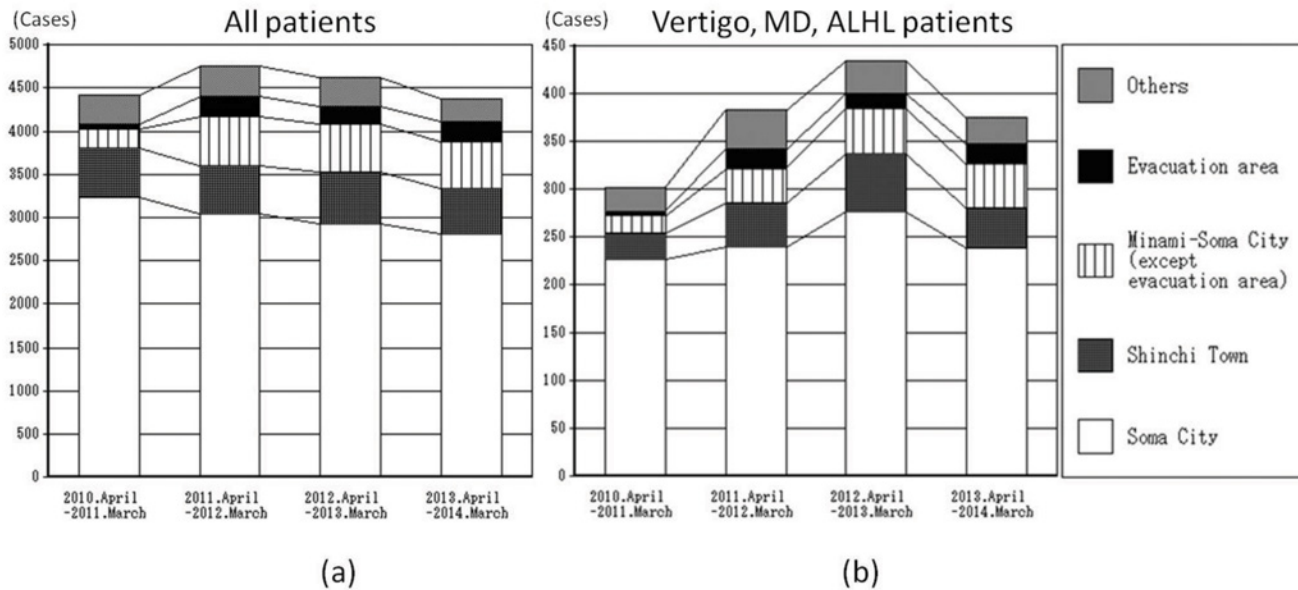 (Cases)
All patients
5000
4500
4000
3500
3000
2500
2000
1500
1000
500
0
2010.April
-2011.March
2011.April
-2012.March
2012.April
-2013.March
2013.April
-2014.March
(a)
(Cases)
Vertigo, MD, ALHL patients
450
400
350
300
250
200
150
100
50
0
2010.April
-2011.March
2011.April
-2012.March
2012.April
-2013.March
2013.April
-2014.March
(b)
Others
Evacuation area
Minami-Soma City
(except
evacuation area)
Shinchi Town
Soma City